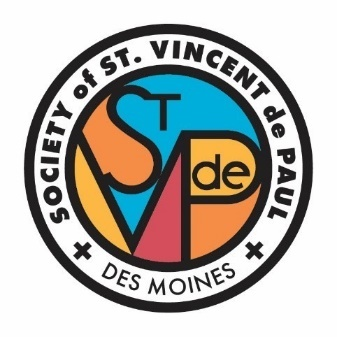 SOCIETY of ST. VINCENT de PAUL
ST
V de P
DES MOINES